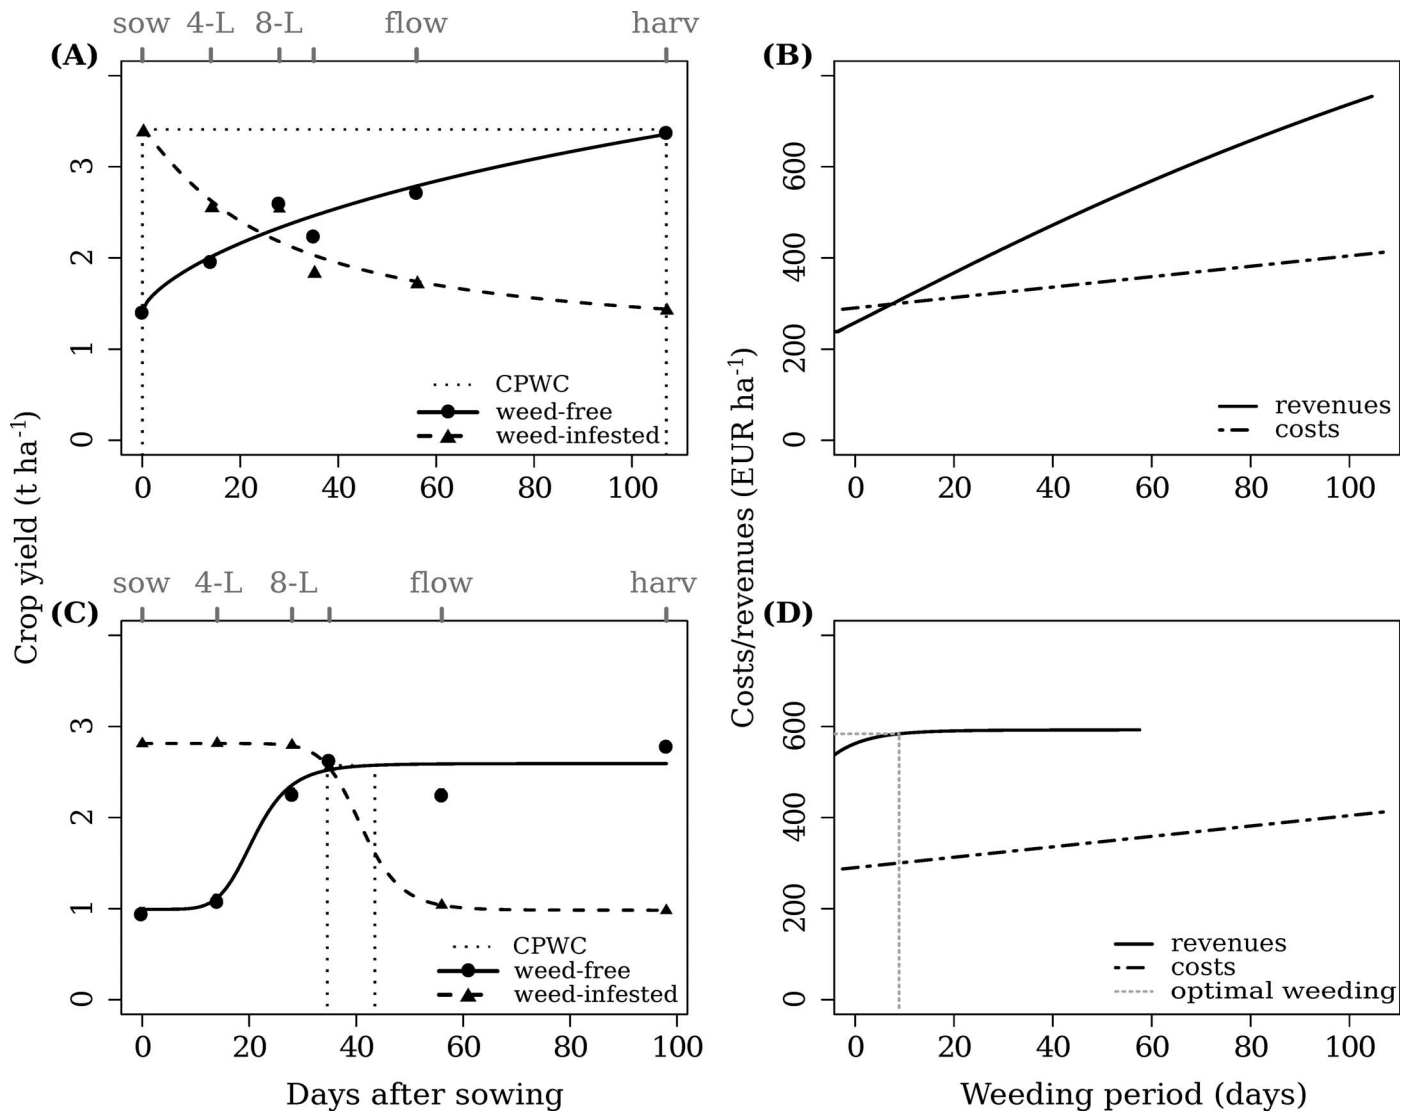 sow 4-L 8-L flow harv
(A)
3
2
1
0
CPWC
weed-free
weed-infested
0 20 40 60 80 100
(B)
600
400
200
0
revenues
costs
0 20 40 60 80 100
Crop yield (t ha-1)
Costs/revenues (EUR ha-1)
sow 4-L 8-L flow harv
(C)
3
2
1
0
CPWC
weed-free
weed-infested
0 20 40 60 80 100
Days after sowing
(D)
600
400
200
0
revenues
costs
optimal weeding
0 20 40 60 80 100
Weeding period (days)